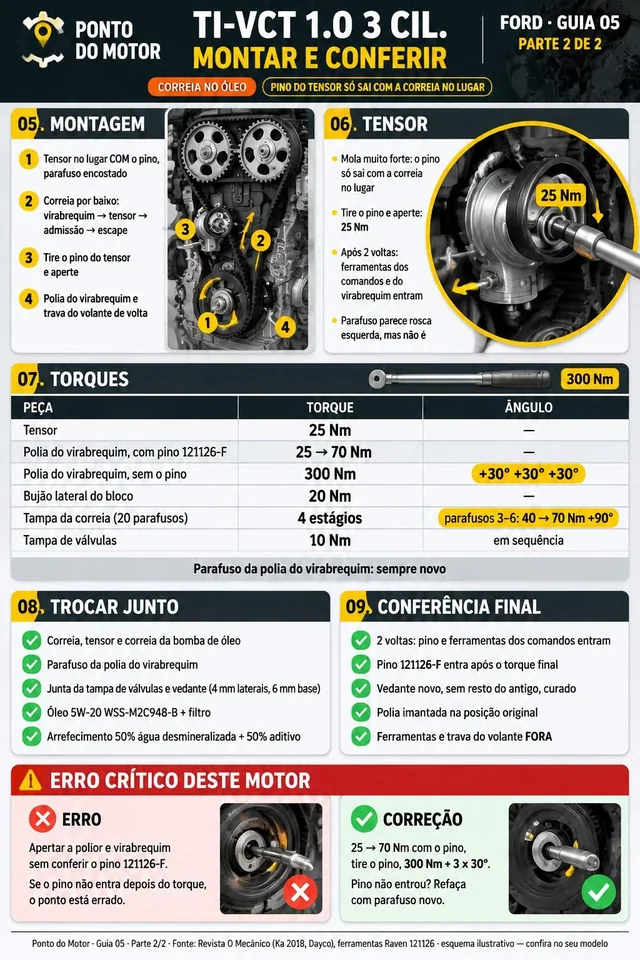 PONTO
DO MOTOR
TI-VCT 1.0 3 CIL.
MONTAR E CONFERIR
FORD · GUIA 05
PARTE 2 DE 2
CORREIA NO ÓLEO
PINO DO TENSOR SÓ SAI COM A CORREIA NO LUGAR
05. MONTAGEM
1 Tensor no lugar COM o pino,
parafuso encostado
2 Correia por baixo:
virabrequim → tensor →
admissão → escape
3 Tire o pino do tensor
e aperte
4 Polia do virabrequim e
trava do volante de volta
3
2
1
4
06. TENSOR
• Mola muito forte: o pino
só sai com a correia
no lugar
• Tire o pino e aperte:
25 Nm
• Após 2 voltas:
ferramentas dos
comandos e do
virabrequim entram
• Parafuso parece rosca
esquerda, mas não é
25 Nm
07. TORQUES
300 Nm
PEÇA TORQUE ÂNGULO
Tensor 25 Nm —
Polia do virabrequim, com pino 121126-F 25 → 70 Nm —
Polia do virabrequim, sem o pino 300 Nm +30° +30° +30°
Bujão lateral do bloco 20 Nm —
Tampa da correia (20 parafusos) 4 estágios parafusos 3–6: 40 → 70 Nm +90°
Tampa de válvulas 10 Nm em sequência
Parafuso da polia do virabrequim: sempre novo
08. TROCAR JUNTO
Correia, tensor e correia da bomba de óleo
Parafuso da polia do virabrequim
Junta da tampa de válvulas e vedante (4 mm laterais, 6 mm base)
Óleo 5W-20 WSS-M2C948-B + filtro
Arrefecimento 50% água desmineralizada + 50% aditivo
09. CONFERÊNCIA FINAL
2 voltas: pino e ferramentas dos comandos entram
Pino 121126-F entra após o torque final
Vedante novo, sem resto do antigo, curado
Polia imantada na posição original
Ferramentas e trava do volante FORA
ERRO CRÍTICO DESTE MOTOR
ERRO
Apertar a polior e virabrequim
sem conferir o pino 121126-F.
Se o pino não entra depois do torque,
o ponto está errado.
CORREÇÃO
25 → 70 Nm com o pino,
tire o pino, 300 Nm + 3 x 30°.
Pino não entrou? Refaça
com parafuso novo.
Ponto do Motor · Guia 05 · Parte 2/2 · Fonte: Revista O Mecánico (Ka 2018, Dayco), ferramentas Raven 121126 · esquema ilustrativo — confira no seu modelo